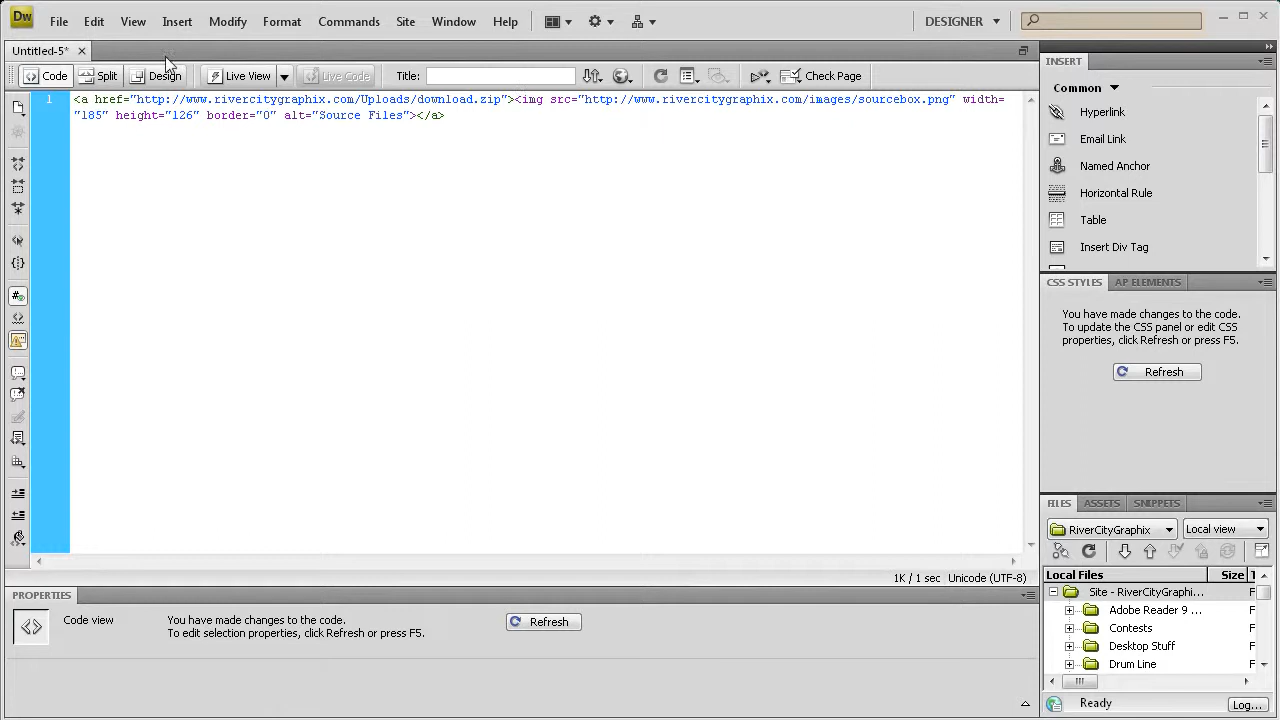 Dw File Edit View Insert Modify Format Commands Site Window Help DESIGNER
Untitled-5* ×
Code Split Design Live View Live Code Title: Check Page
1 <a href="http://www.rivercitygraphix.com/Uploads/download.zip"><img src="http://www.rivercitygraphix.com/images/sourcebox.png" width=
"185" height="126" border="0" alt="Source Files"></a>
INSERT
Common
Hyperlink
Email Link
Named Anchor
Horizontal Rule
Table
Insert Div Tag
CSS STYLES AP ELEMENTS
You have made changes to the code.
To update the CSS panel or edit CSS
properties, click Refresh or press F5.
Refresh
FILES ASSETS SNIPPETS
RiverCityGraphix Local view
Local Files Size T
Site - RiverCityGraphi... F
Adobe Reader 9 ... F
Contests F
Desktop Stuff F
Drum Line F
Ready Log...
1K / 1 sec Unicode (UTF-8)
PROPERTIES
Code view
You have made changes to the code.
To edit selection properties, click Refresh or press F5.
Refresh